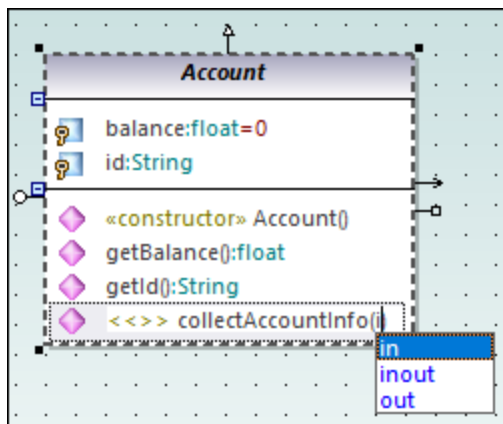 Account
balance:float=0
id:String
«constructor» Account()
getBalance():float
getId():String
<<>> collectAccountInfo(i)
in
inout
out